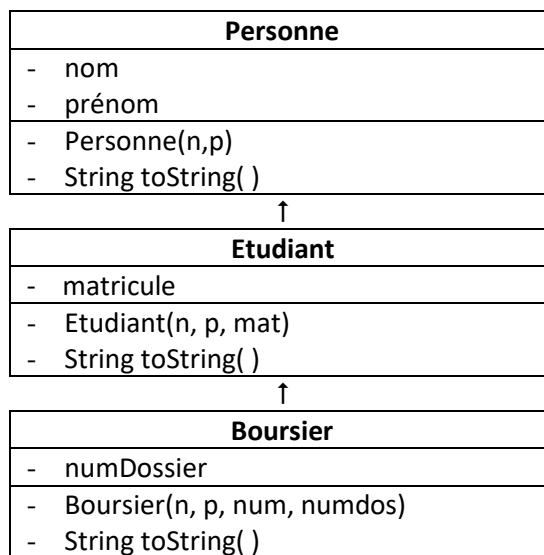 Personne
- nom
- prénom
- Personne(n,p)
- String toString( )
↑
Etudiant
- matricule
- Etudiant(n, p, mat)
- String toString( )
↑
Boursier
- numDossier
- Boursier(n, p, num, numdos)
- String toString( )